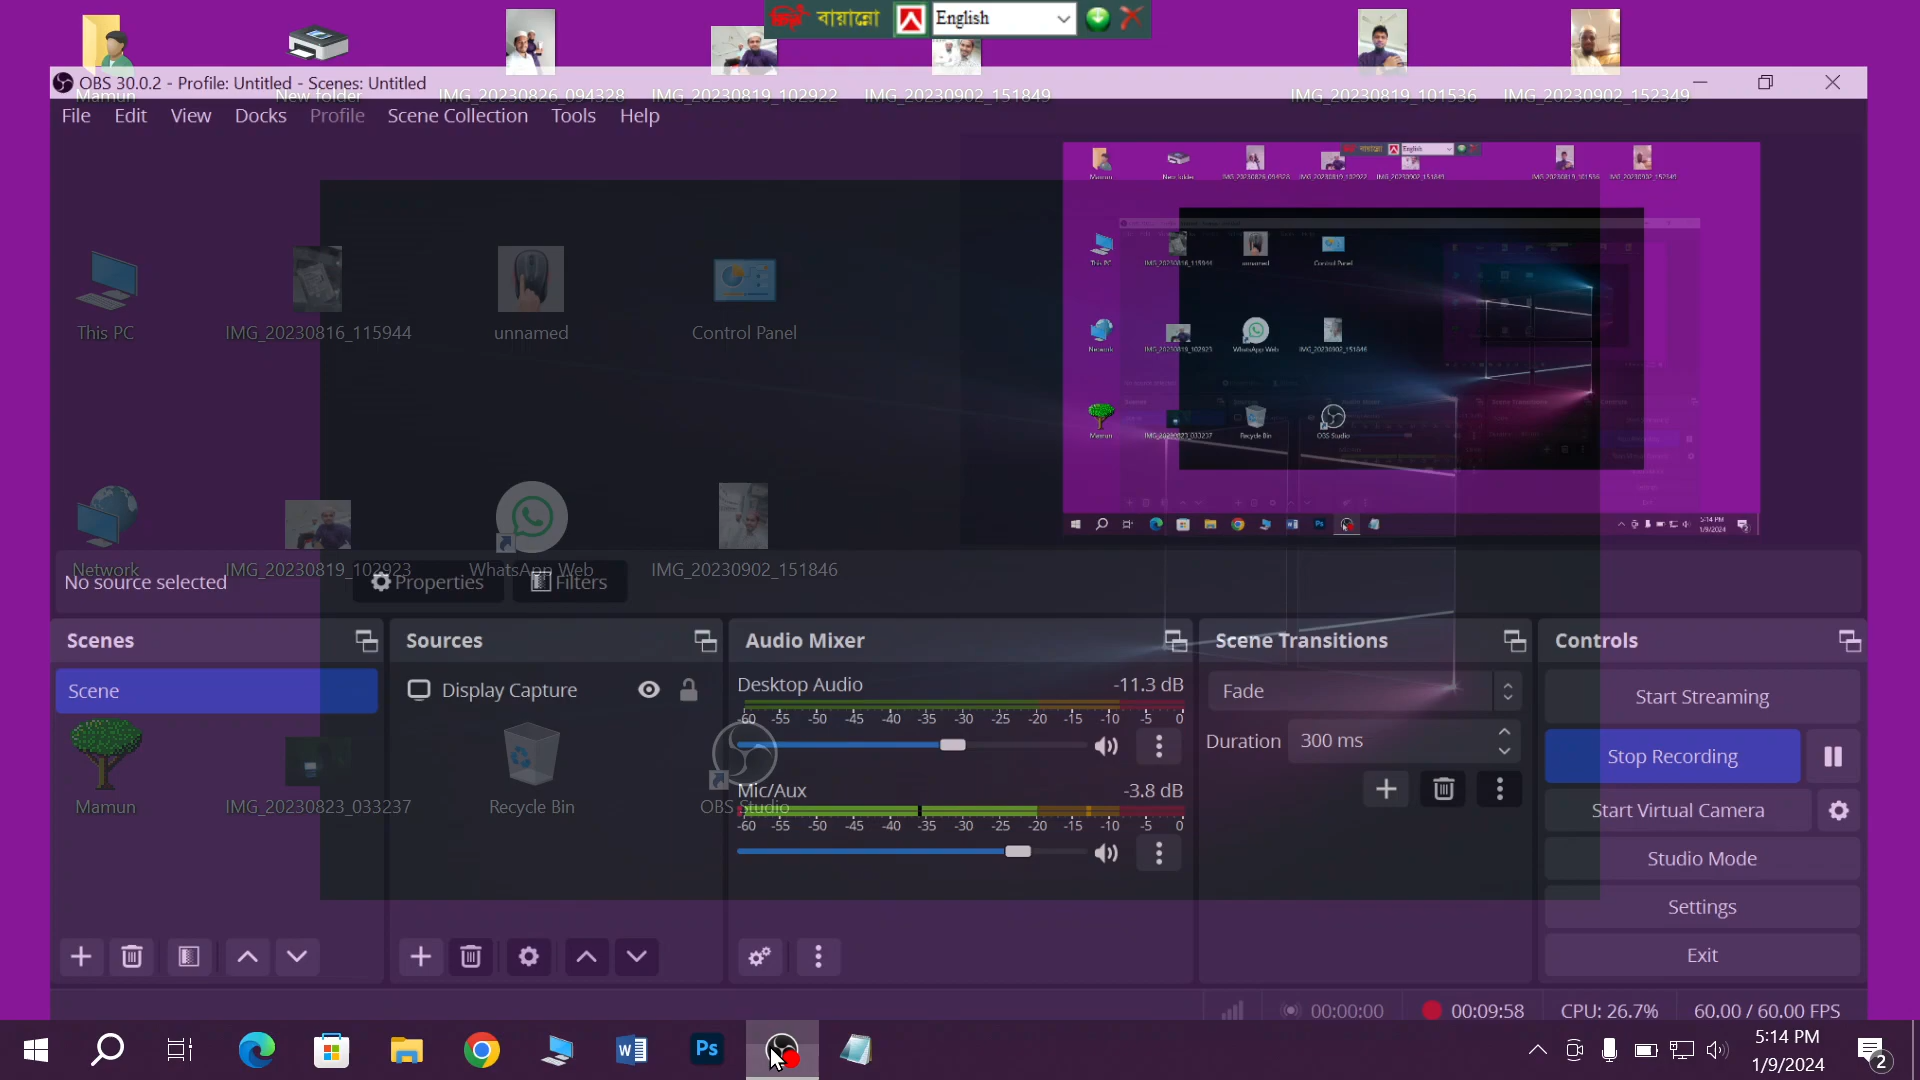 বায়ান্নো
English
Mamun
New folder
IMG_20230826_094328
IMG_20230819_102922
IMG_20230902_151849
IMG_20230819_101536
IMG_20230902_152349
OBS 30.0.2 - Profile: Untitled - Scenes: Untitled
File Edit View Docks Profile Scene Collection Tools Help
This PC
IMG_20230816_115944
unnamed
Control Panel
Network
IMG_20230819_102923
WhatsApp Web
IMG_20230902_151846
No source selected
Properties
Filters
Scenes
Sources
Audio Mixer
Scene Transitions
Controls
Scene
Display Capture
Desktop Audio
-11.3 dB
-60 -55 -50 -45 -40 -35 -30 -25 -20 -15 -10 -5 0
Fade
Start Streaming
Duration
300 ms
Stop Recording
Mic/Aux
-3.8 dB
-60 -55 -50 -45 -40 -35 -30 -25 -20 -15 -10 -5 0
Start Virtual Camera
Mamun
IMG_20230823_033237
Recycle Bin
OBS Studio
Studio Mode
Settings
Exit
00:00:00
00:09:58
CPU: 26.7%
60.00 / 60.00 FPS
Ps
5:14 PM
1/9/2024
2